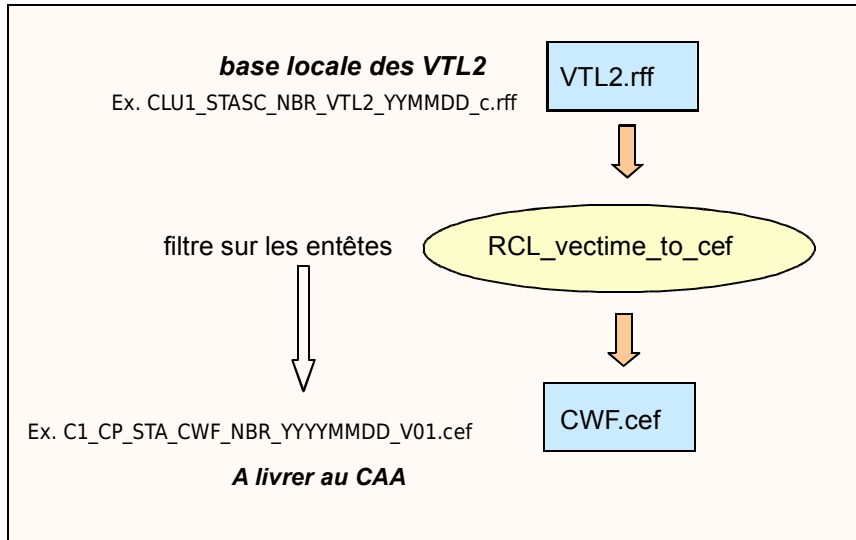 base locale des VTL2
VTL2.rff
Ex. CLU1_STASC_NBR_VTL2_YYMMDD_c.rff
filtre sur les entêtes
RCL_vectime_to_cef
Ex. C1_CP_STA_CWF_NBR_YYYYMMDD_V01.cef
CWF.cef
A livrer au CAA